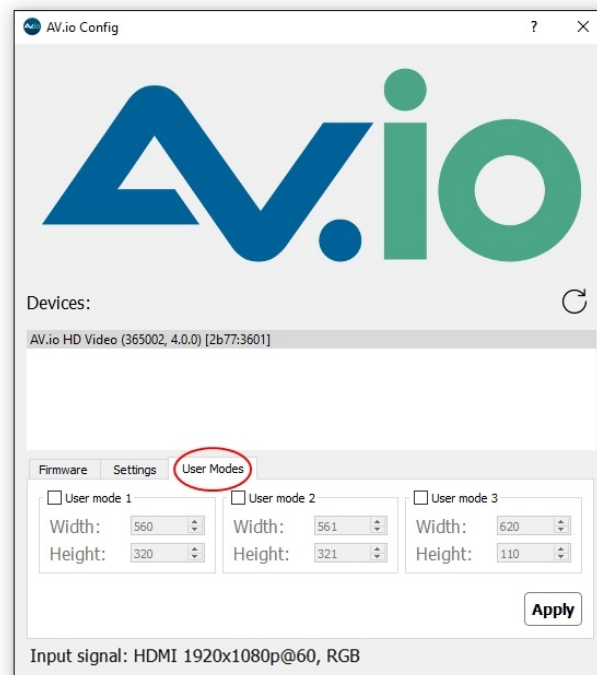 AV.io Config ? ×
AV.io
Devices:
AV.io HD Video (365002, 4.0.0) [2b77:3601]
Firmware Settings User Modes
User mode 1 User mode 2 User mode 3
Width: 560 Width: 561 Width: 620
Height: 320 Height: 321 Height: 110
Apply
Input signal: HDMI 1920x1080p@60, RGB